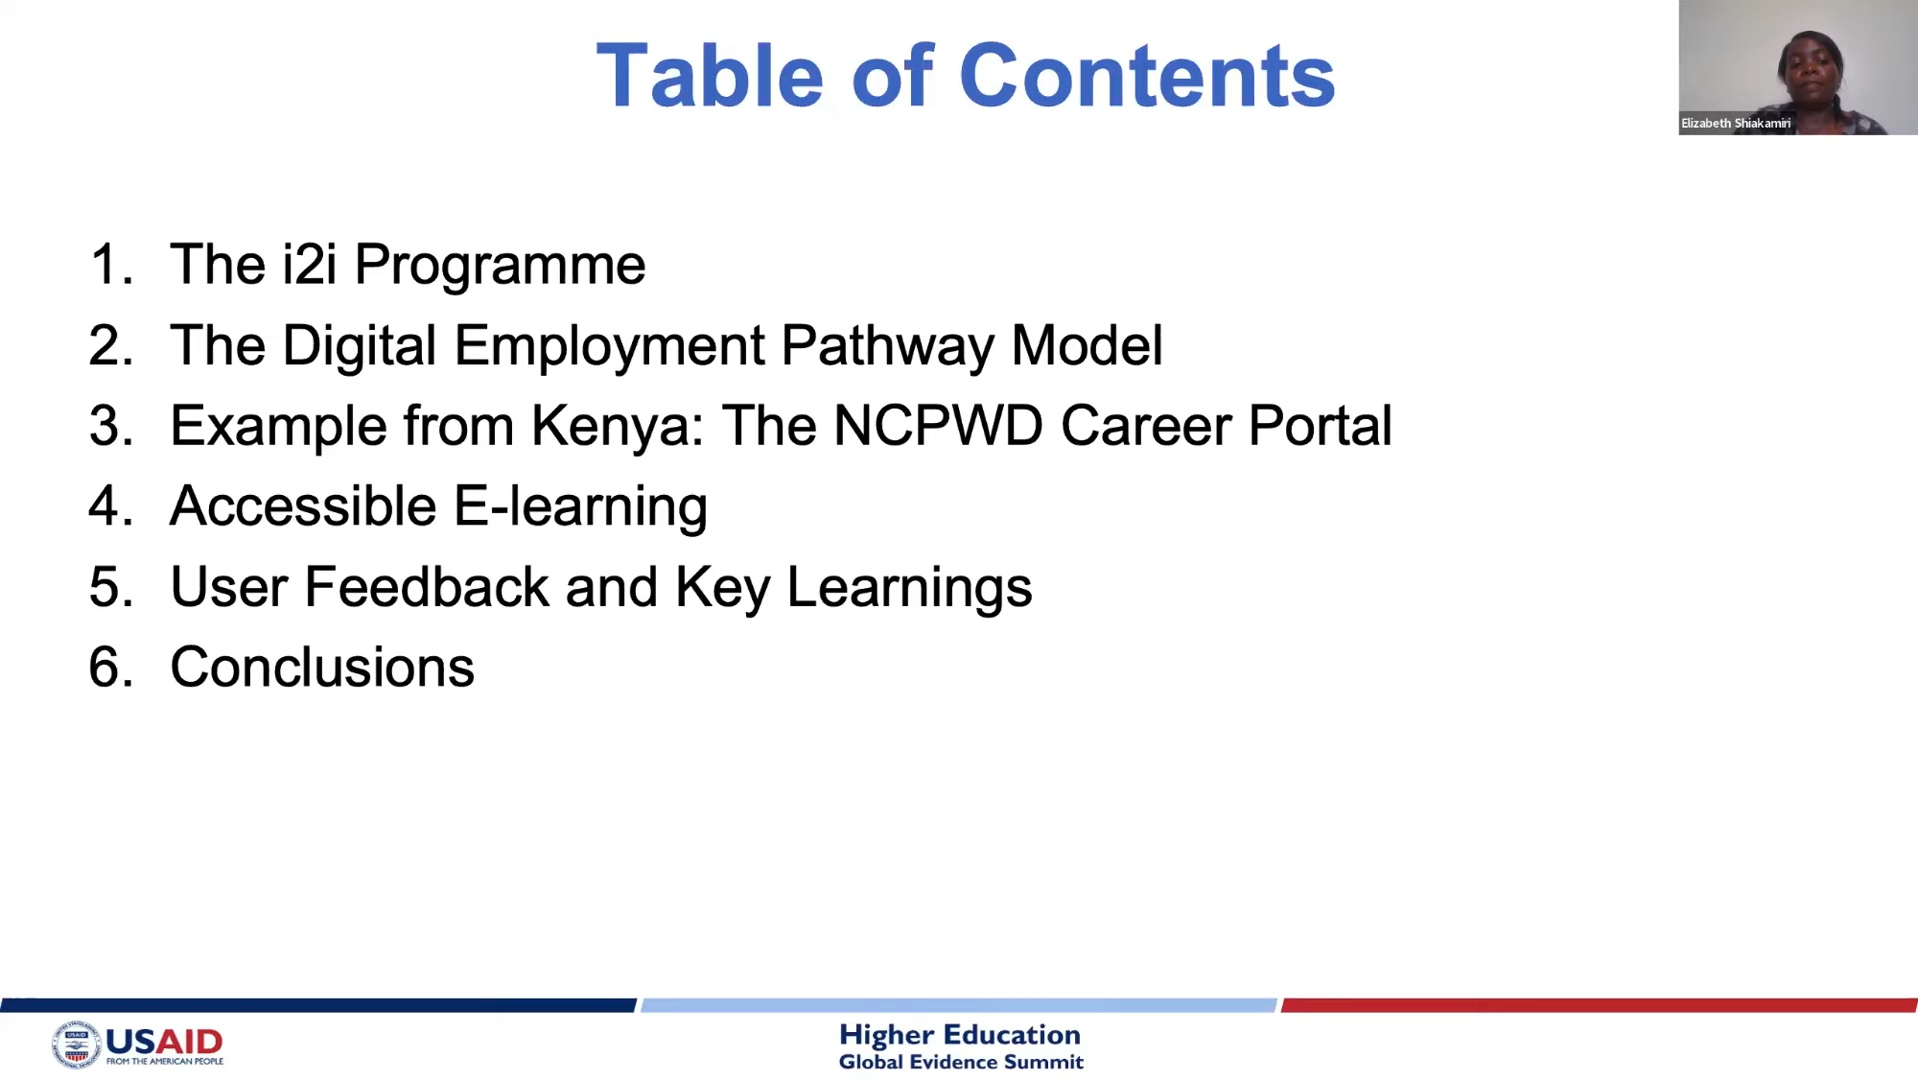 Table of Contents
Elizabeth Shiakamiri
1. The i2i Programme
2. The Digital Employment Pathway Model
3. Example from Kenya: The NCPWD Career Portal
4. Accessible E-learning
5. User Feedback and Key Learnings
6. Conclusions
USAID
FROM THE AMERICAN PEOPLE
Higher Education
Global Evidence Summit